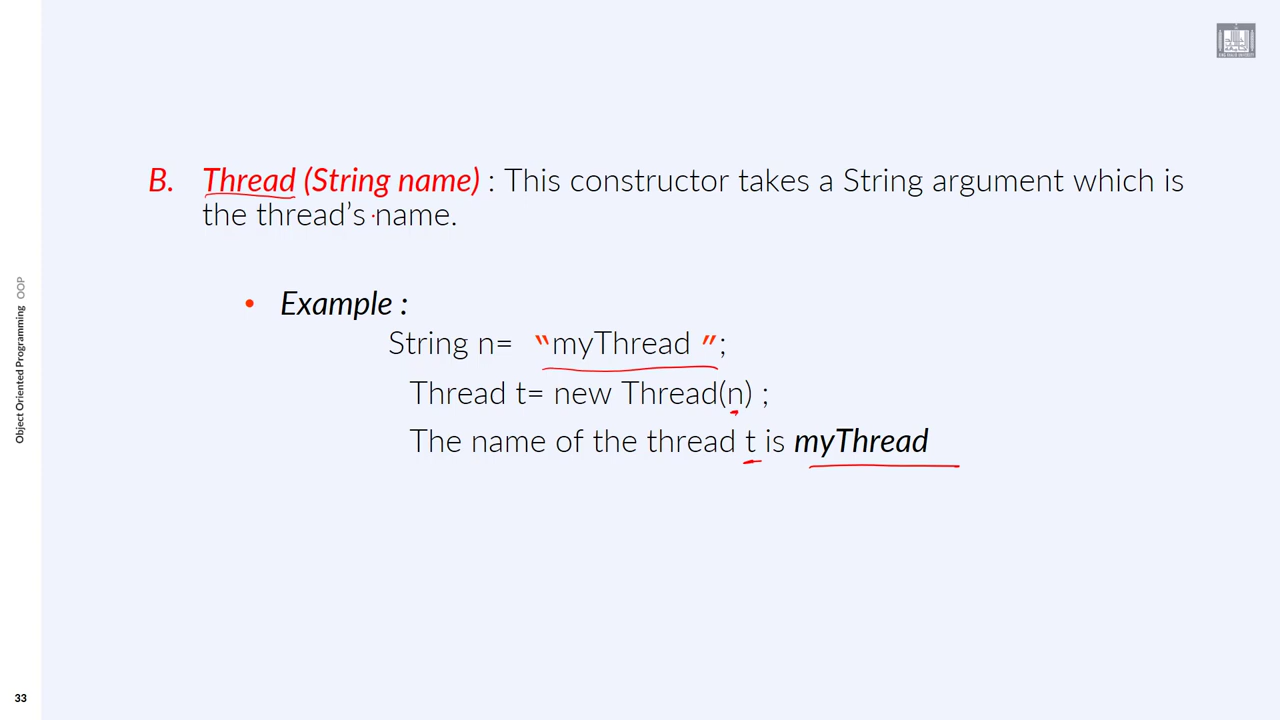 B. Thread (String name) : This constructor takes a String argument which is
the thread’s name.
• Example :
String n= “myThread ”;
Thread t= new Thread(n) ;
The name of the thread t is myThread
Object Oriented Programming OOP
33